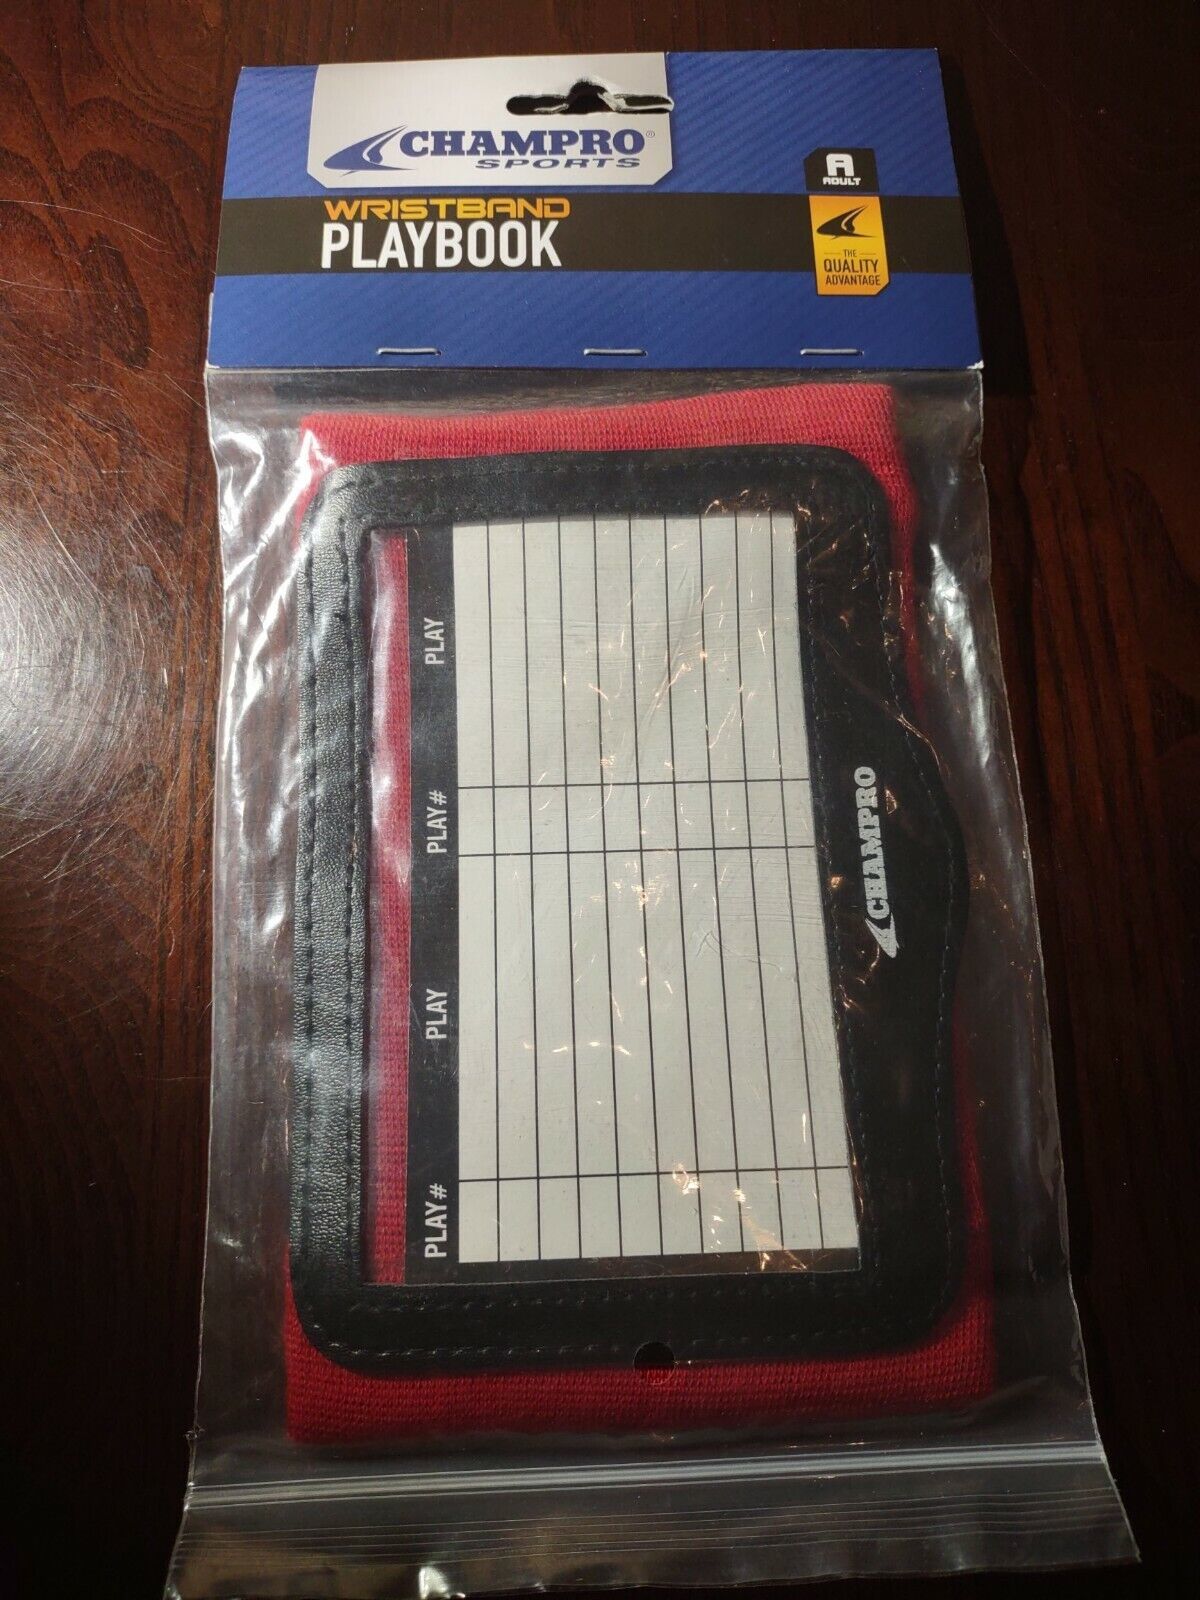 CHAMPRO®
SPORTS
WRISTBAND
PLAYBOOK
A
ADULT
THE
QUALITY
ADVANTAGE
PLAY# PLAY PLAY# PLAY
CHAMPRO